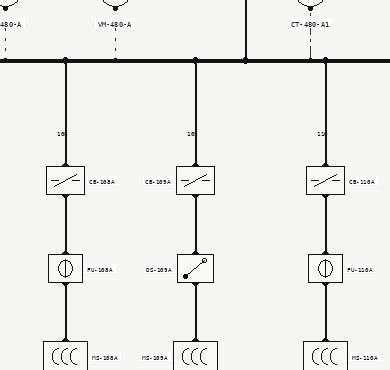 480-A VM-480-A CT-480-A1
CB-108A CB-109A CB-110A
FU-108A DS-109A FU-110A
MS-108A MS-109A MS-110A